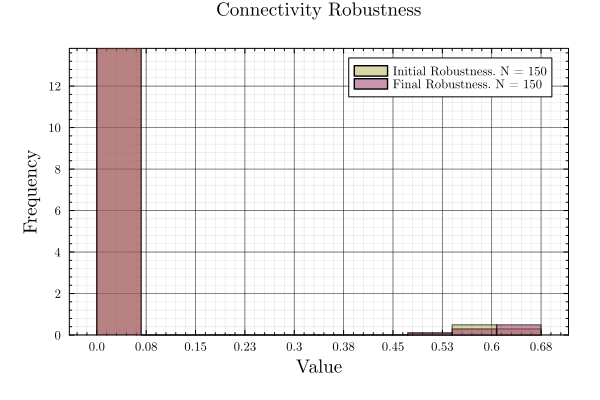 Connectivity Robustness
Initial Robustness. N = 150
Final Robustness. N = 150
Frequency
12
10
8
6
4
2
0
0.0 0.08 0.15 0.23 0.3 0.38 0.45 0.53 0.6 0.68
Value